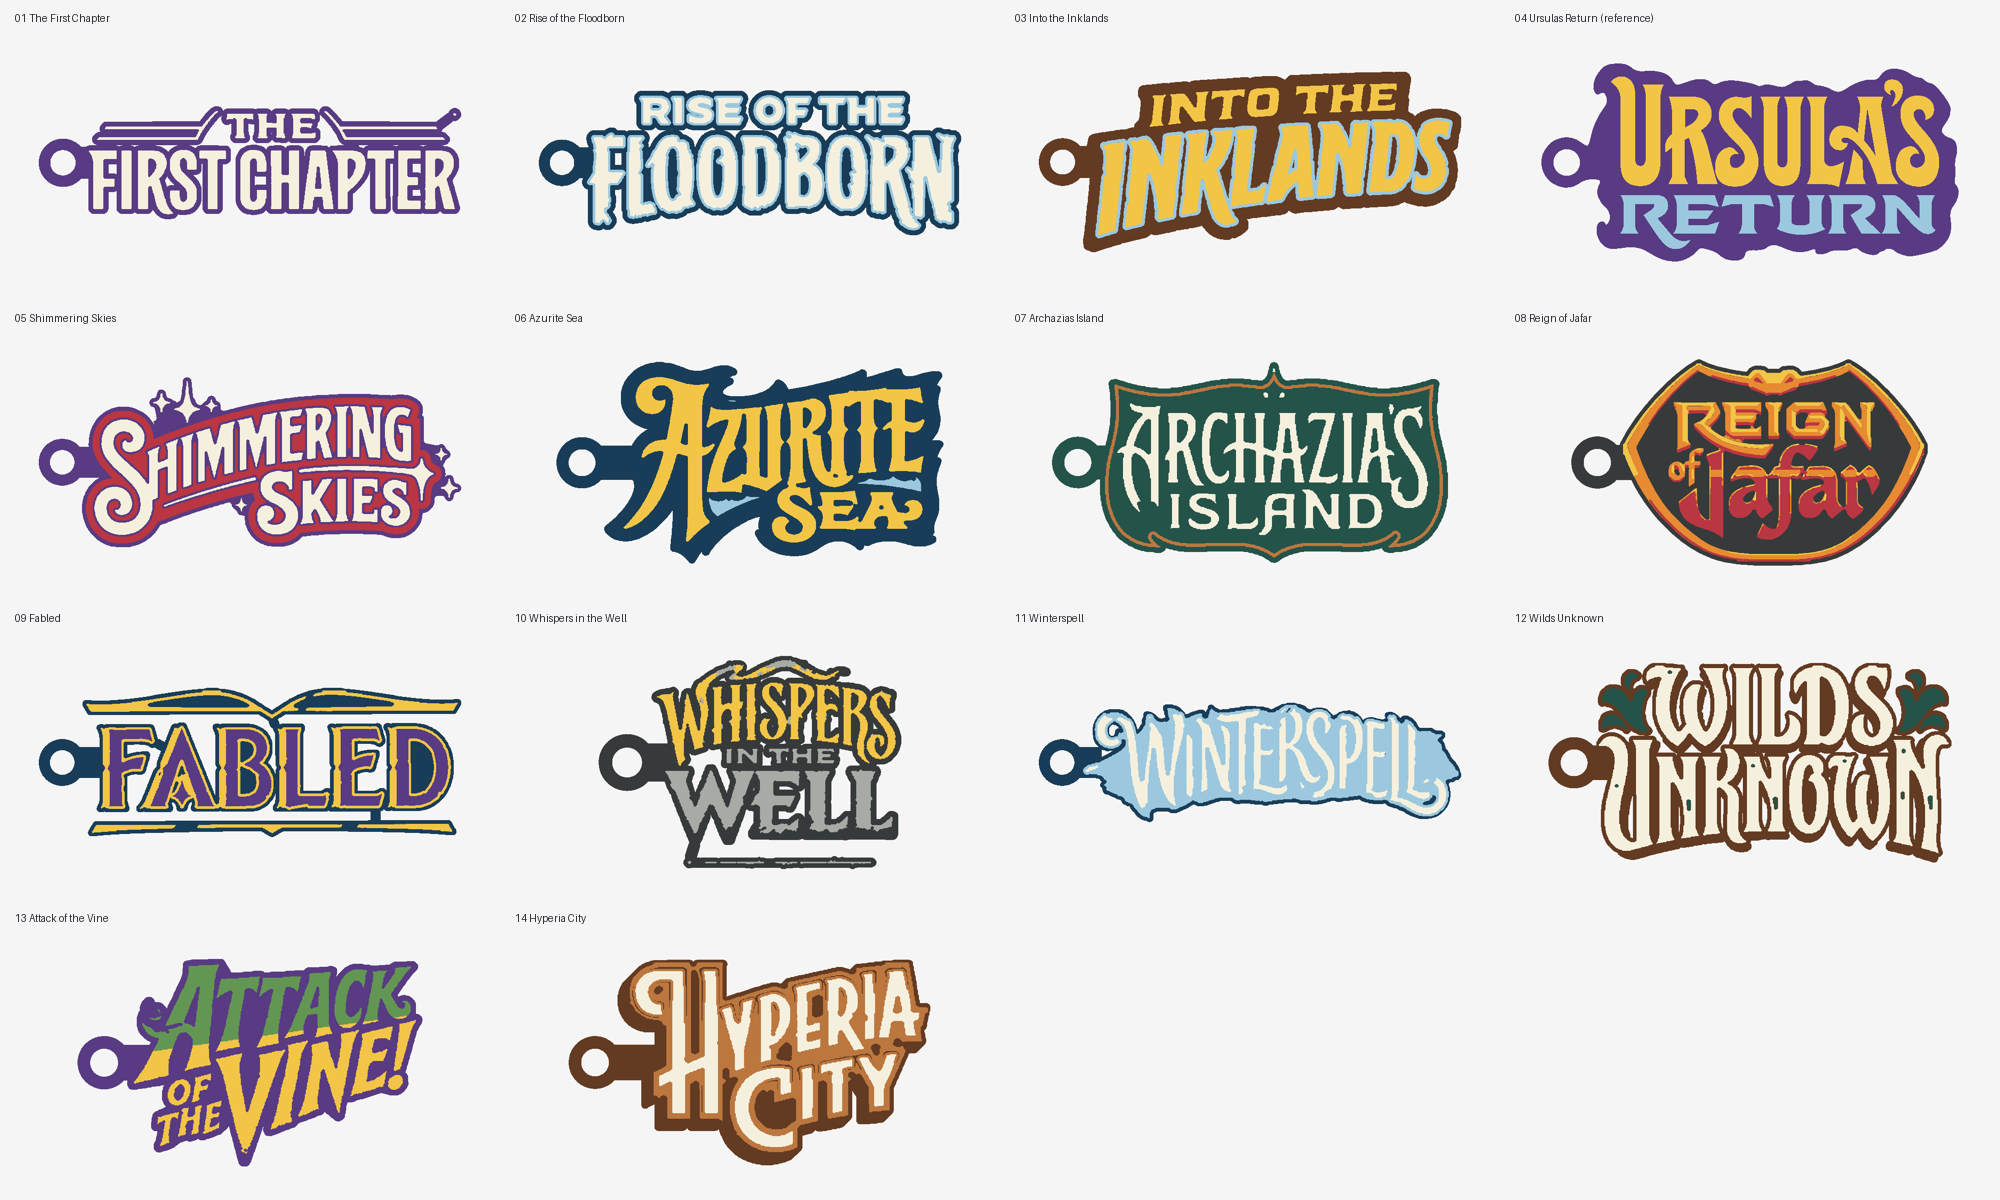 01 The First Chapter
THE
FIRST CHAPTER
02 Rise of the Floodborn
RISE OF THE
FLOODBORN
03 Into the Inklands
INTO THE
INKLANDS
04 Ursulas Return (reference)
URSULA'S
RETURN
05 Shimmering Skies
SHIMMERING
SKIES
06 Azurite Sea
AZURITE
SEA
07 Archazias Island
ARCHAZIA'S
ISLAND
08 Reign of Jafar
REIGN
of Jafar
09 Fabled
FABLED
10 Whispers in the Well
WHISPERS
IN THE
WELL
11 Winterspell
WINTERSPELL
12 Wilds Unknown
WILDS
UNKNOWN
13 Attack of the Vine
ATTACK
OF
THE
VINE!
14 Hyperia City
HYPERIA
CITY